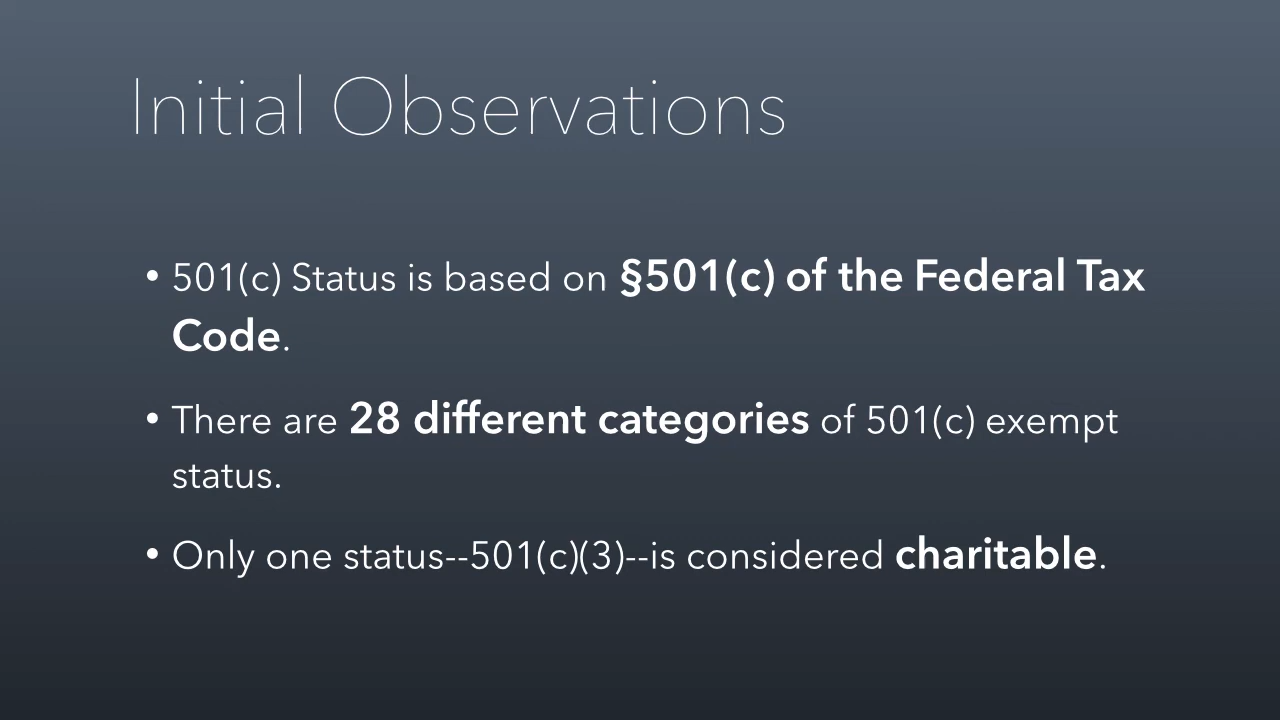 Initial Observations
• 501(c) Status is based on §501(c) of the Federal Tax
Code.
• There are 28 different categories of 501(c) exempt
status.
• Only one status--501(c)(3)--is considered charitable.